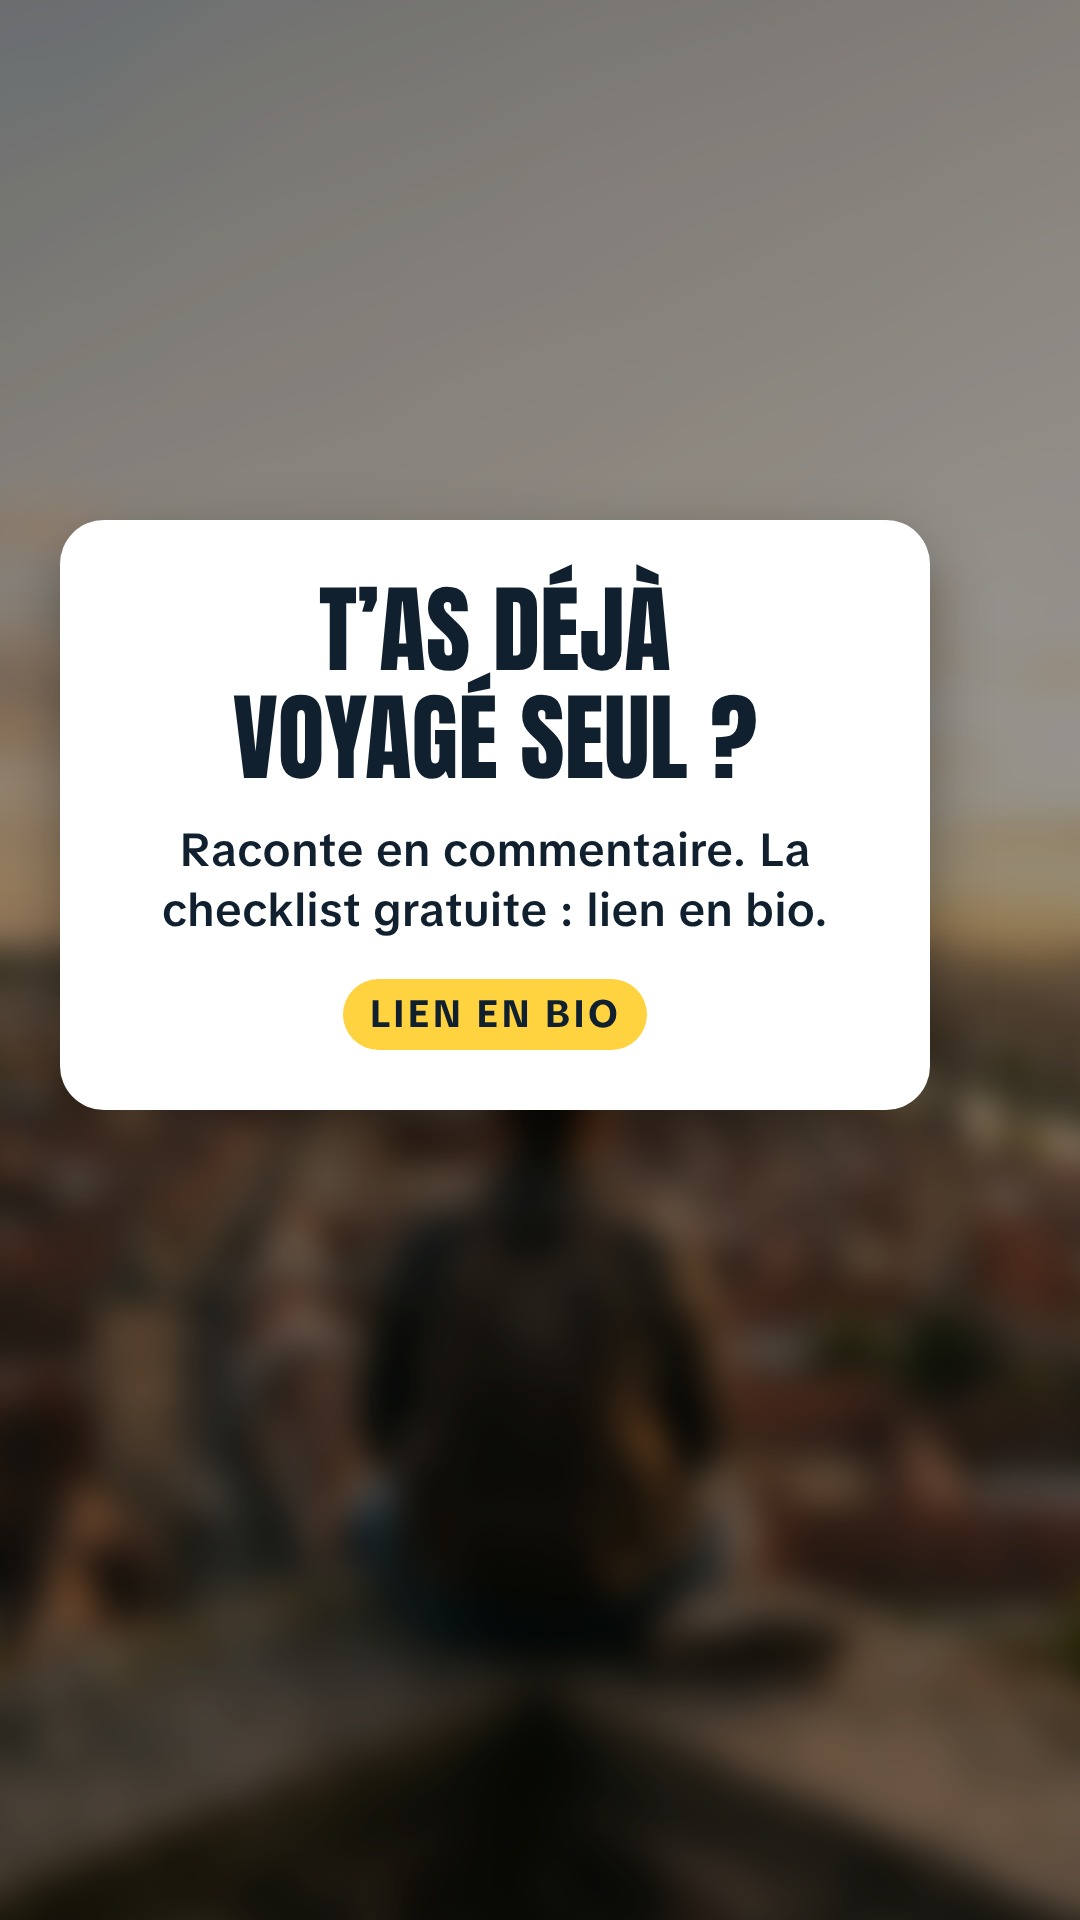 T’AS DÉJÀ
VOYAGÉ SEUL ?
Raconte en commentaire. La
checklist gratuite : lien en bio.
LIEN EN BIO